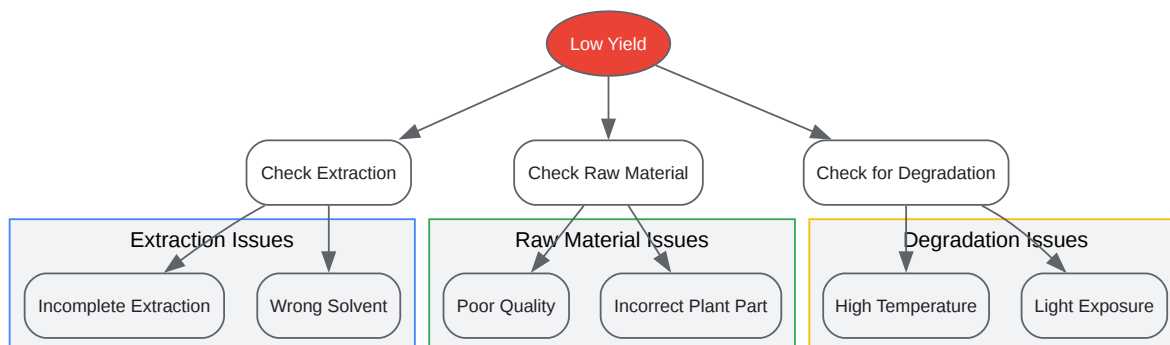 Low Yield
Check Extraction
Check Raw Material
Check for Degradation
Extraction Issues
Raw Material Issues
Degradation Issues
Incomplete Extraction
Wrong Solvent
Poor Quality
Incorrect Plant Part
High Temperature
Light Exposure